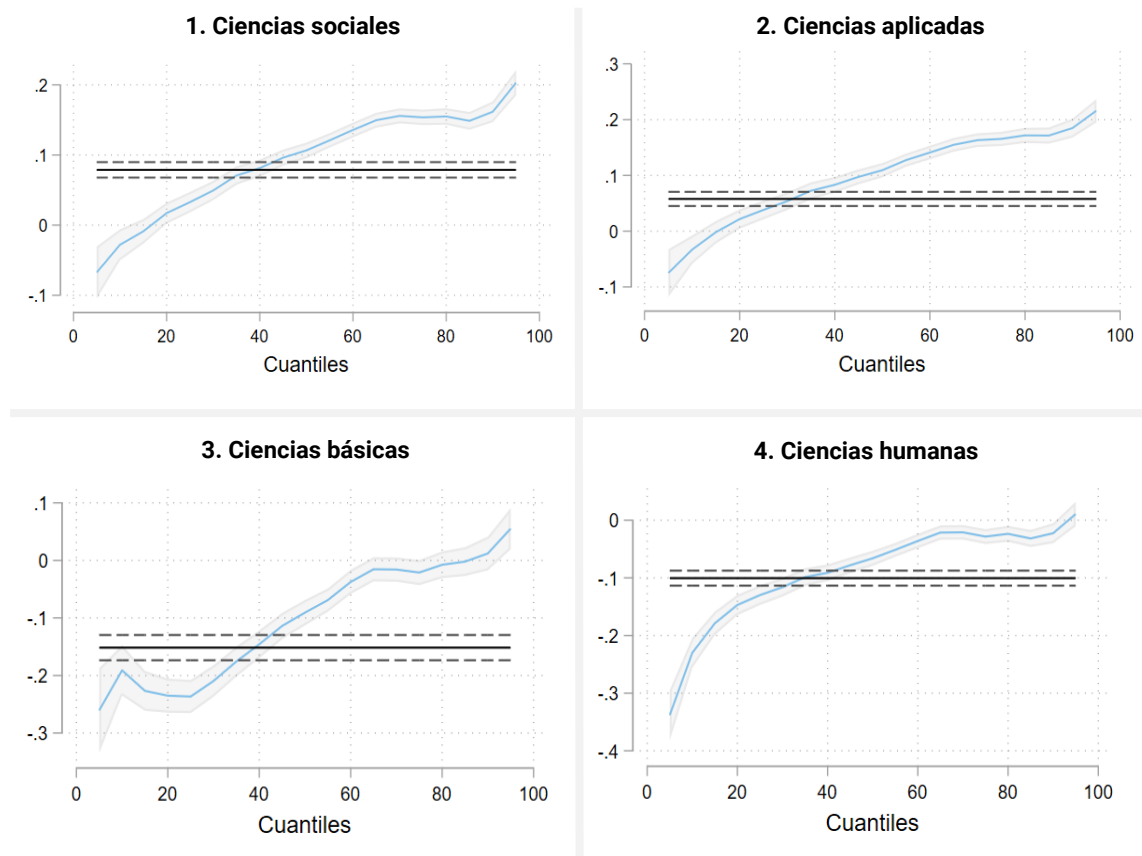 1. Ciencias sociales
.2
.1
0
-.1
0 20 40 60 80 100
Cuantiles
2. Ciencias aplicadas
.3
.2
.1
0
-.1
0 20 40 60 80 100
Cuantiles
3. Ciencias básicas
.1
0
-.1
-.2
-.3
0 20 40 60 80 100
Cuantiles
4. Ciencias humanas
0
-.1
-.2
-.3
-.4
0 20 40 60 80 100
Cuantiles